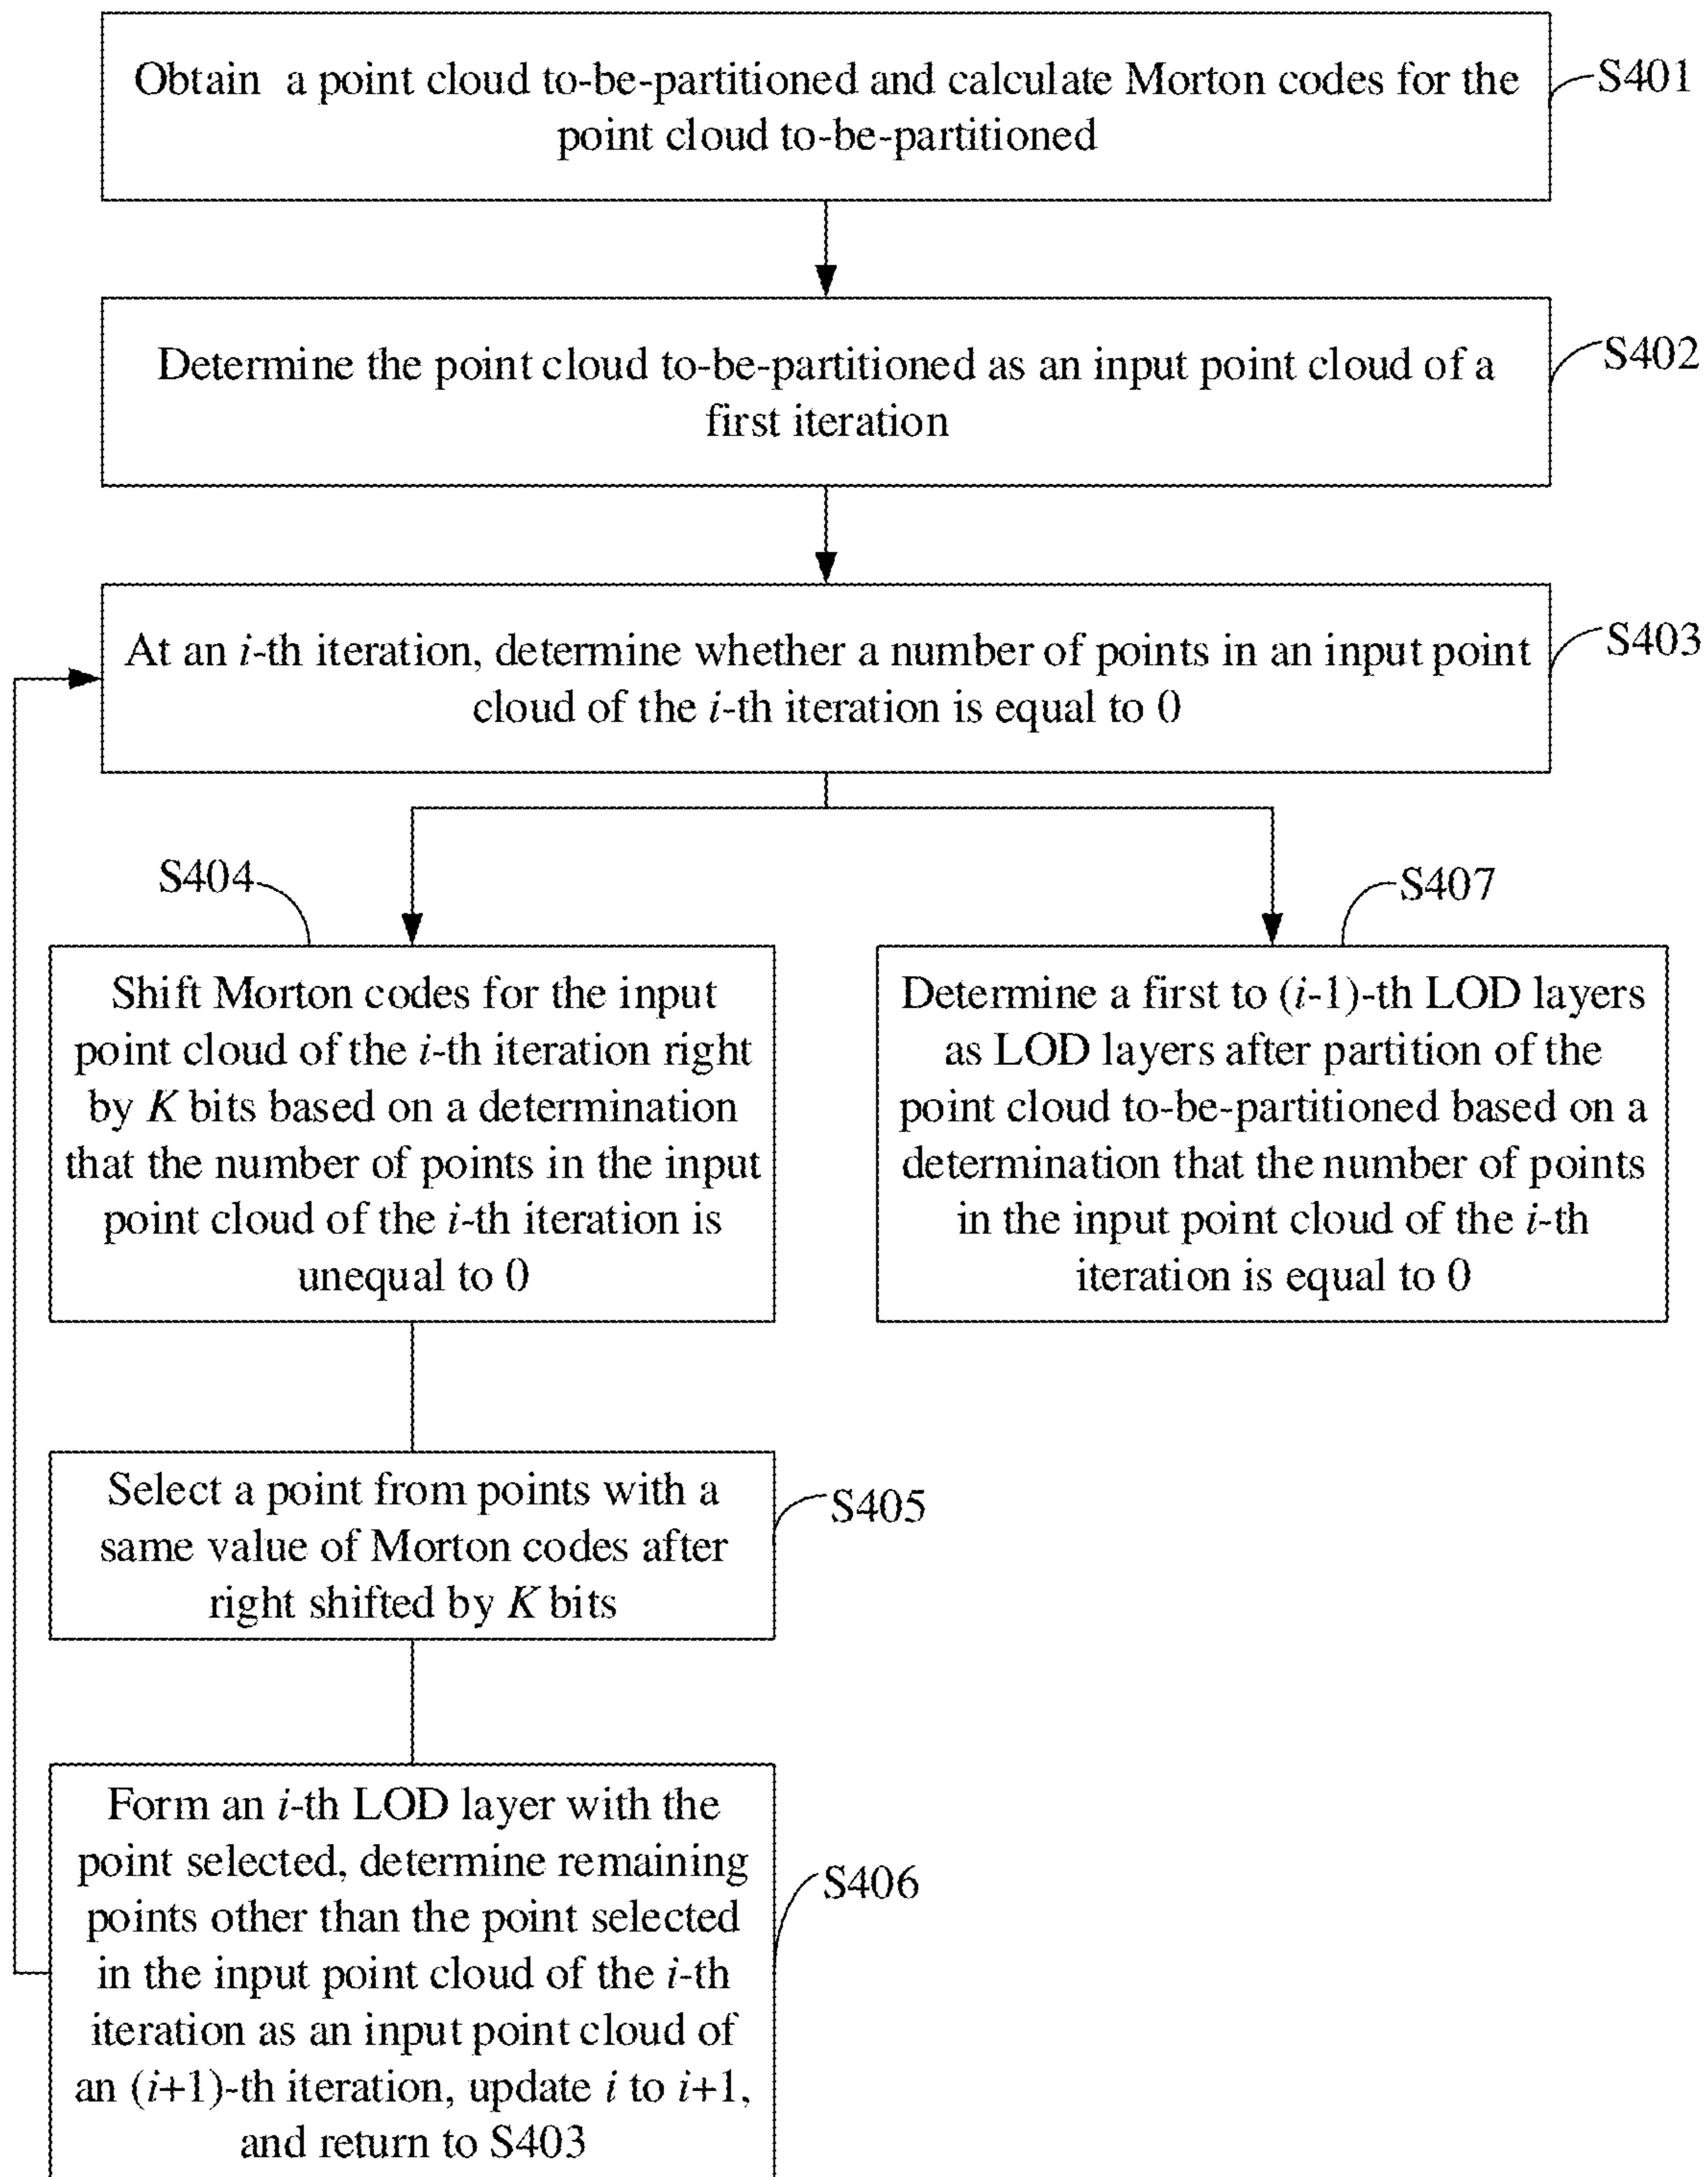 Obtain a point cloud to-be-partitioned and calculate Morton codes for the
point cloud to-be-partitioned
S401
Determine the point cloud to-be-partitioned as an input point cloud of a
first iteration
S402
At an i-th iteration, determine whether a number of points in an input point
cloud of the i-th iteration is equal to 0
S403
S404
Shift Morton codes for the input
point cloud of the i-th iteration right
by K bits based on a determination
that the number of points in the input
point cloud of the i-th iteration is
unequal to 0
S407
Determine a first to (i-1)-th LOD layers
as LOD layers after partition of the
point cloud to-be-partitioned based on a
determination that the number of points
in the input point cloud of the i-th
iteration is equal to 0
Select a point from points with a
same value of Morton codes after
right shifted by K bits
S405
Form an i-th LOD layer with the
point selected, determine remaining
points other than the point selected
in the input point cloud of the i-th
iteration as an input point cloud of
an (i+1)-th iteration, update i to i+1,
and return to S403
S406